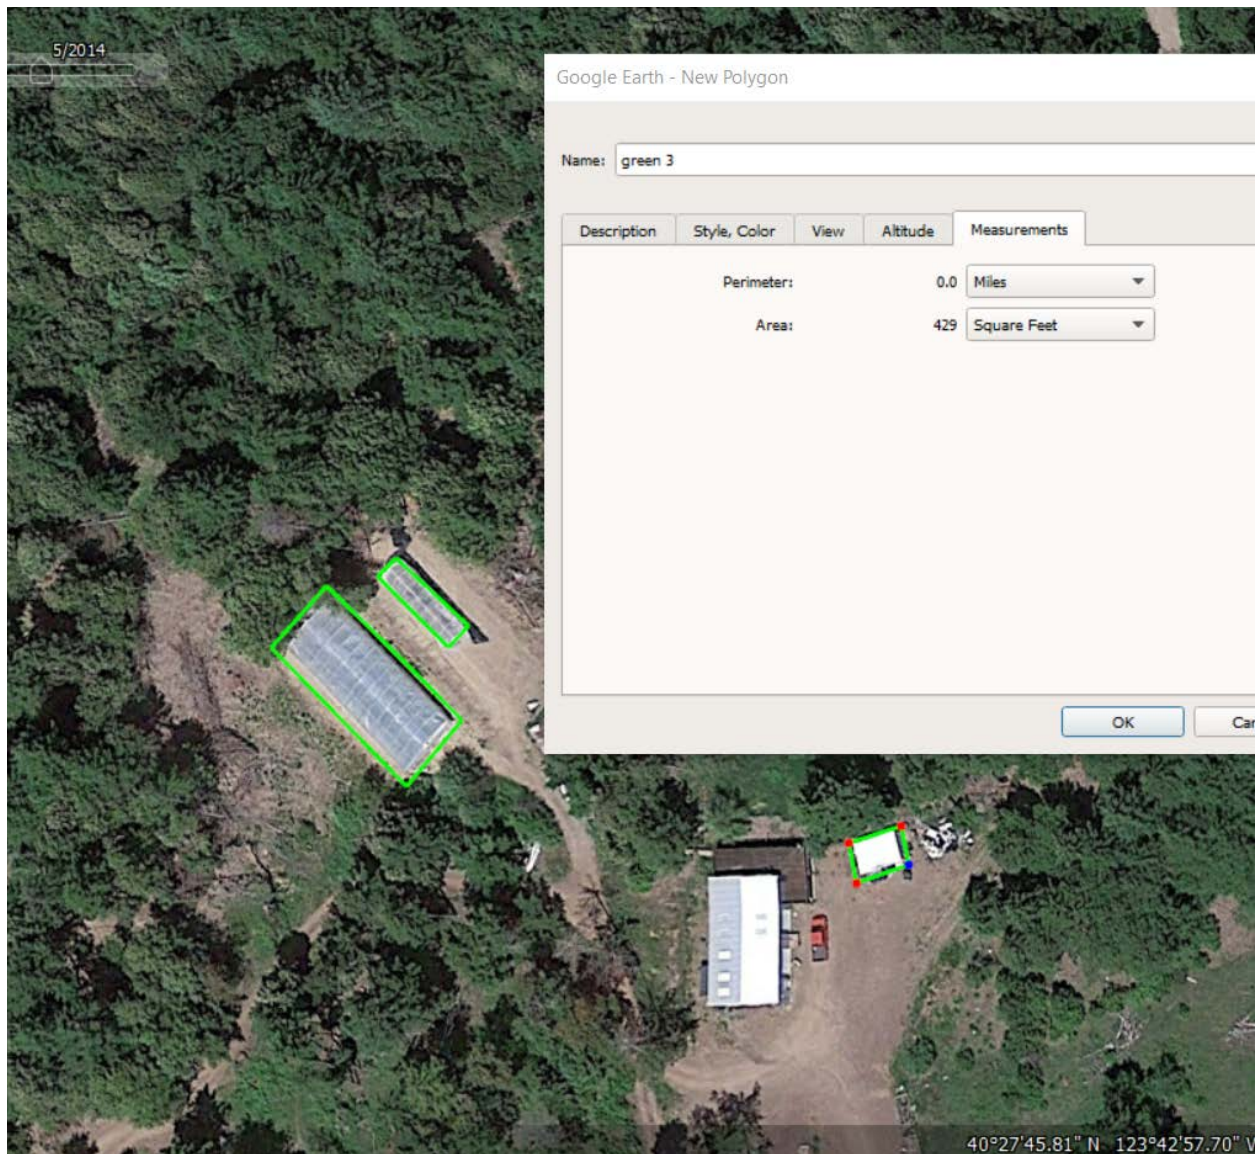 5/2014
Google Earth - New Polygon
Name: green 3
Description Style, Color View Altitude Measurements
Perimeter: 0.0 Miles
Area: 429 Square Feet
OK Can
40°27'45.81" N 123°42'57.70" W